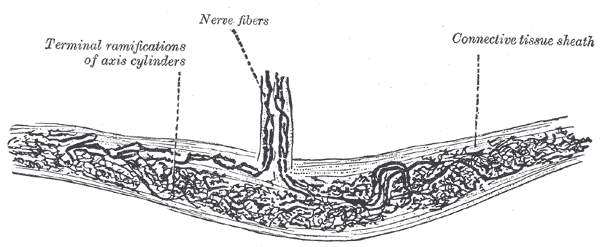 Nerve fibers
Terminal ramifications
of axis cylinders
Connective tissue sheath